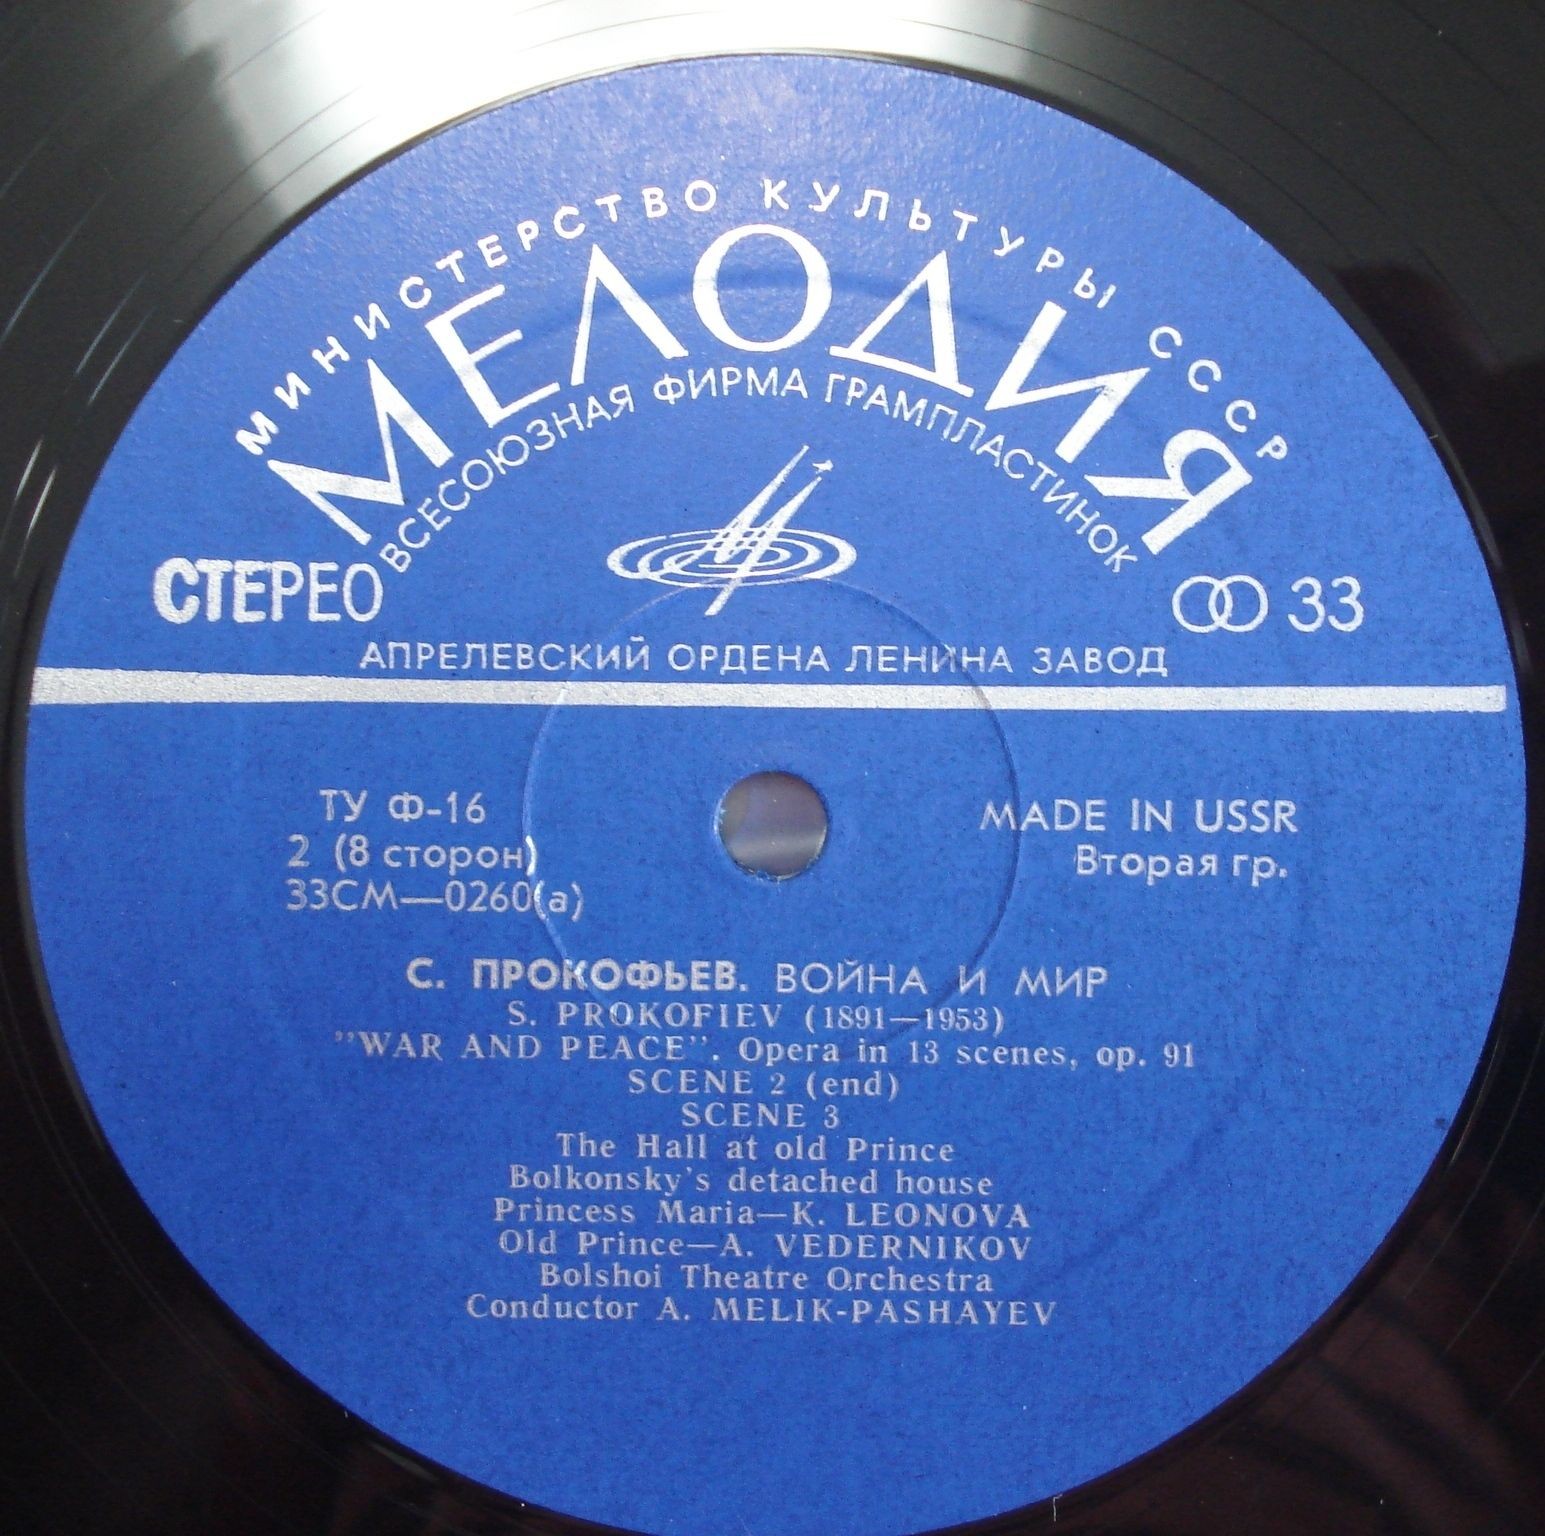 МИНИСТЕРСТВО КУЛЬТУРЫ СССР
МЕЛОДИЯ
ВСЕСОЮЗНАЯ ФИРМА ГРАМПЛАСТИНОК
СТЕРЕО
33
АПРЕЛЕВСКИЙ ОРДЕНА ЛЕНИНА ЗАВОД
ТУ Ф-16
2 (8 сторон)
33СМ—0260(а)
MADE IN USSR
Вторая гр.
С. ПРОКОФЬЕВ. ВОЙНА И МИР
S. PROKOFIEV (1891—1953)
"WAR AND PEACE". Opera in 13 scenes, op. 91
SCENE 2 (end)
SCENE 3
The Hall at old Prince
Bolkonsky's detached house
Princess Maria—K. LEONOVA
Old Prince—A. VEDERNIKOV
Bolshoi Theatre Orchestra
Conductor A. MELIK-PASHAYEV